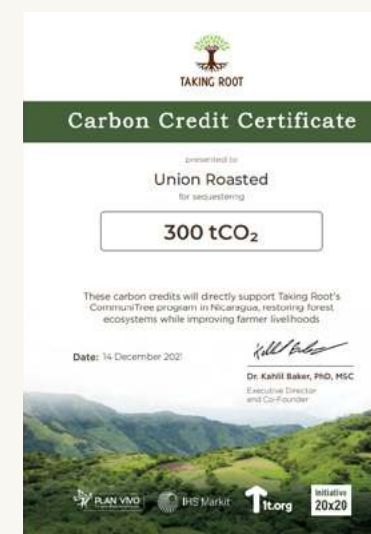 TAKING ROOT
Carbon Credit Certificate
presented to
Union Roasted
for sequestering
300 tCO₂
These carbon credits will directly support Taking Root's
CommuniTree program in Nicaragua, restoring forest
ecosystems while improving farmer livelihoods
Date: 14 December 2021
Dr. Kahlil Baker, PhD, MSC
Executive Director
and Co-Founder
PLAN VIVO
IHS Markit
1t.org
Initiative
20x20